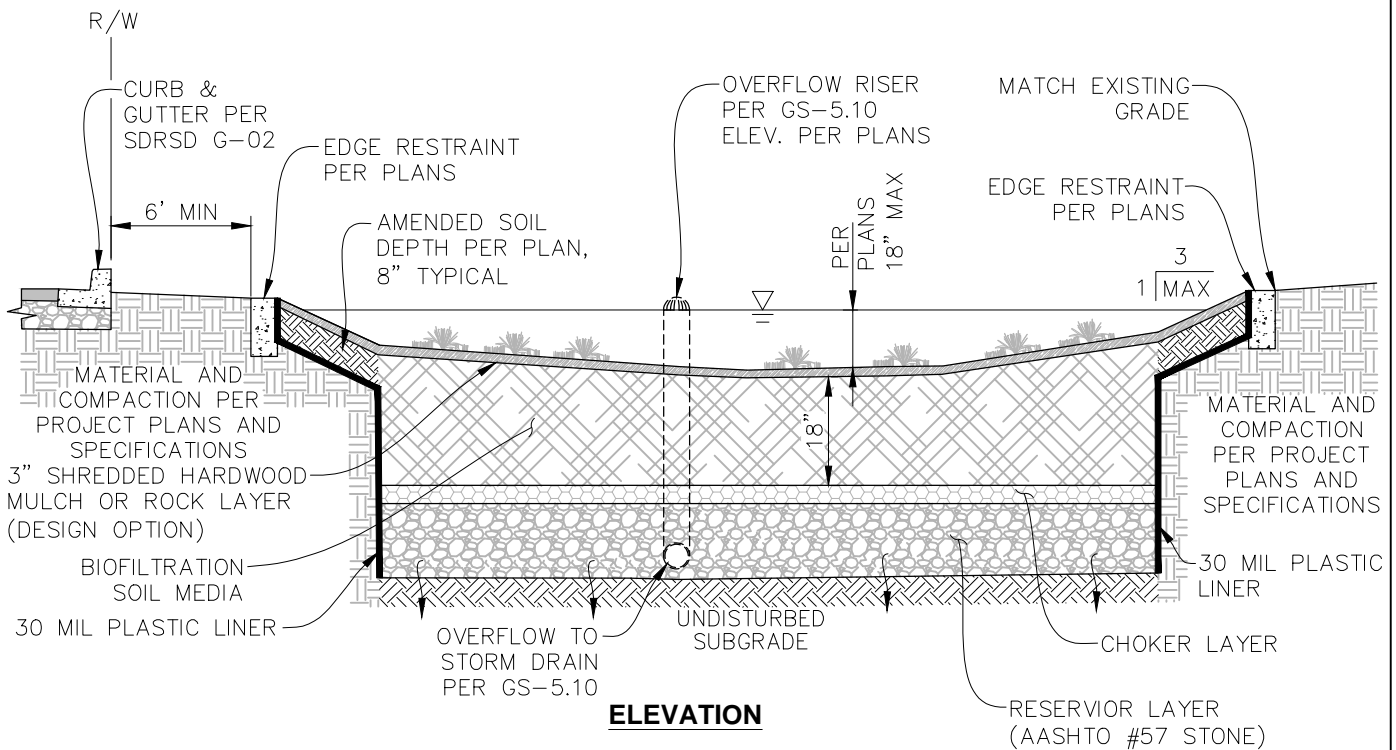 R/W
CURB &
GUTTER PER
SDRSD G-02
EDGE RESTRAINT
PER PLANS
6' MIN
AMENDED SOIL
DEPTH PER PLAN,
8" TYPICAL
OVERFLOW RISER
PER GS-5.10
ELEV. PER PLANS
PER
PLANS
18" MAX
MATCH EXISTING
GRADE
EDGE RESTRAINT
PER PLANS
3
1
MAX
MATERIAL AND
COMPACTION PER
PROJECT PLANS AND
SPECIFICATIONS
3" SHREDDED HARDWOOD
MULCH OR ROCK LAYER
(DESIGN OPTION)
BIOFILTRATION
SOIL MEDIA
30 MIL PLASTIC LINER
18"
MATERIAL AND
COMPACTION
PER PROJECT
PLANS AND
SPECIFICATIONS
30 MIL PLASTIC
LINER
OVERFLOW TO
STORM DRAIN
PER GS-5.10
UNDISTURBED
SUBGRADE
CHOKER LAYER
RESERVIOR LAYER
(AASHTO #57 STONE)
ELEVATION